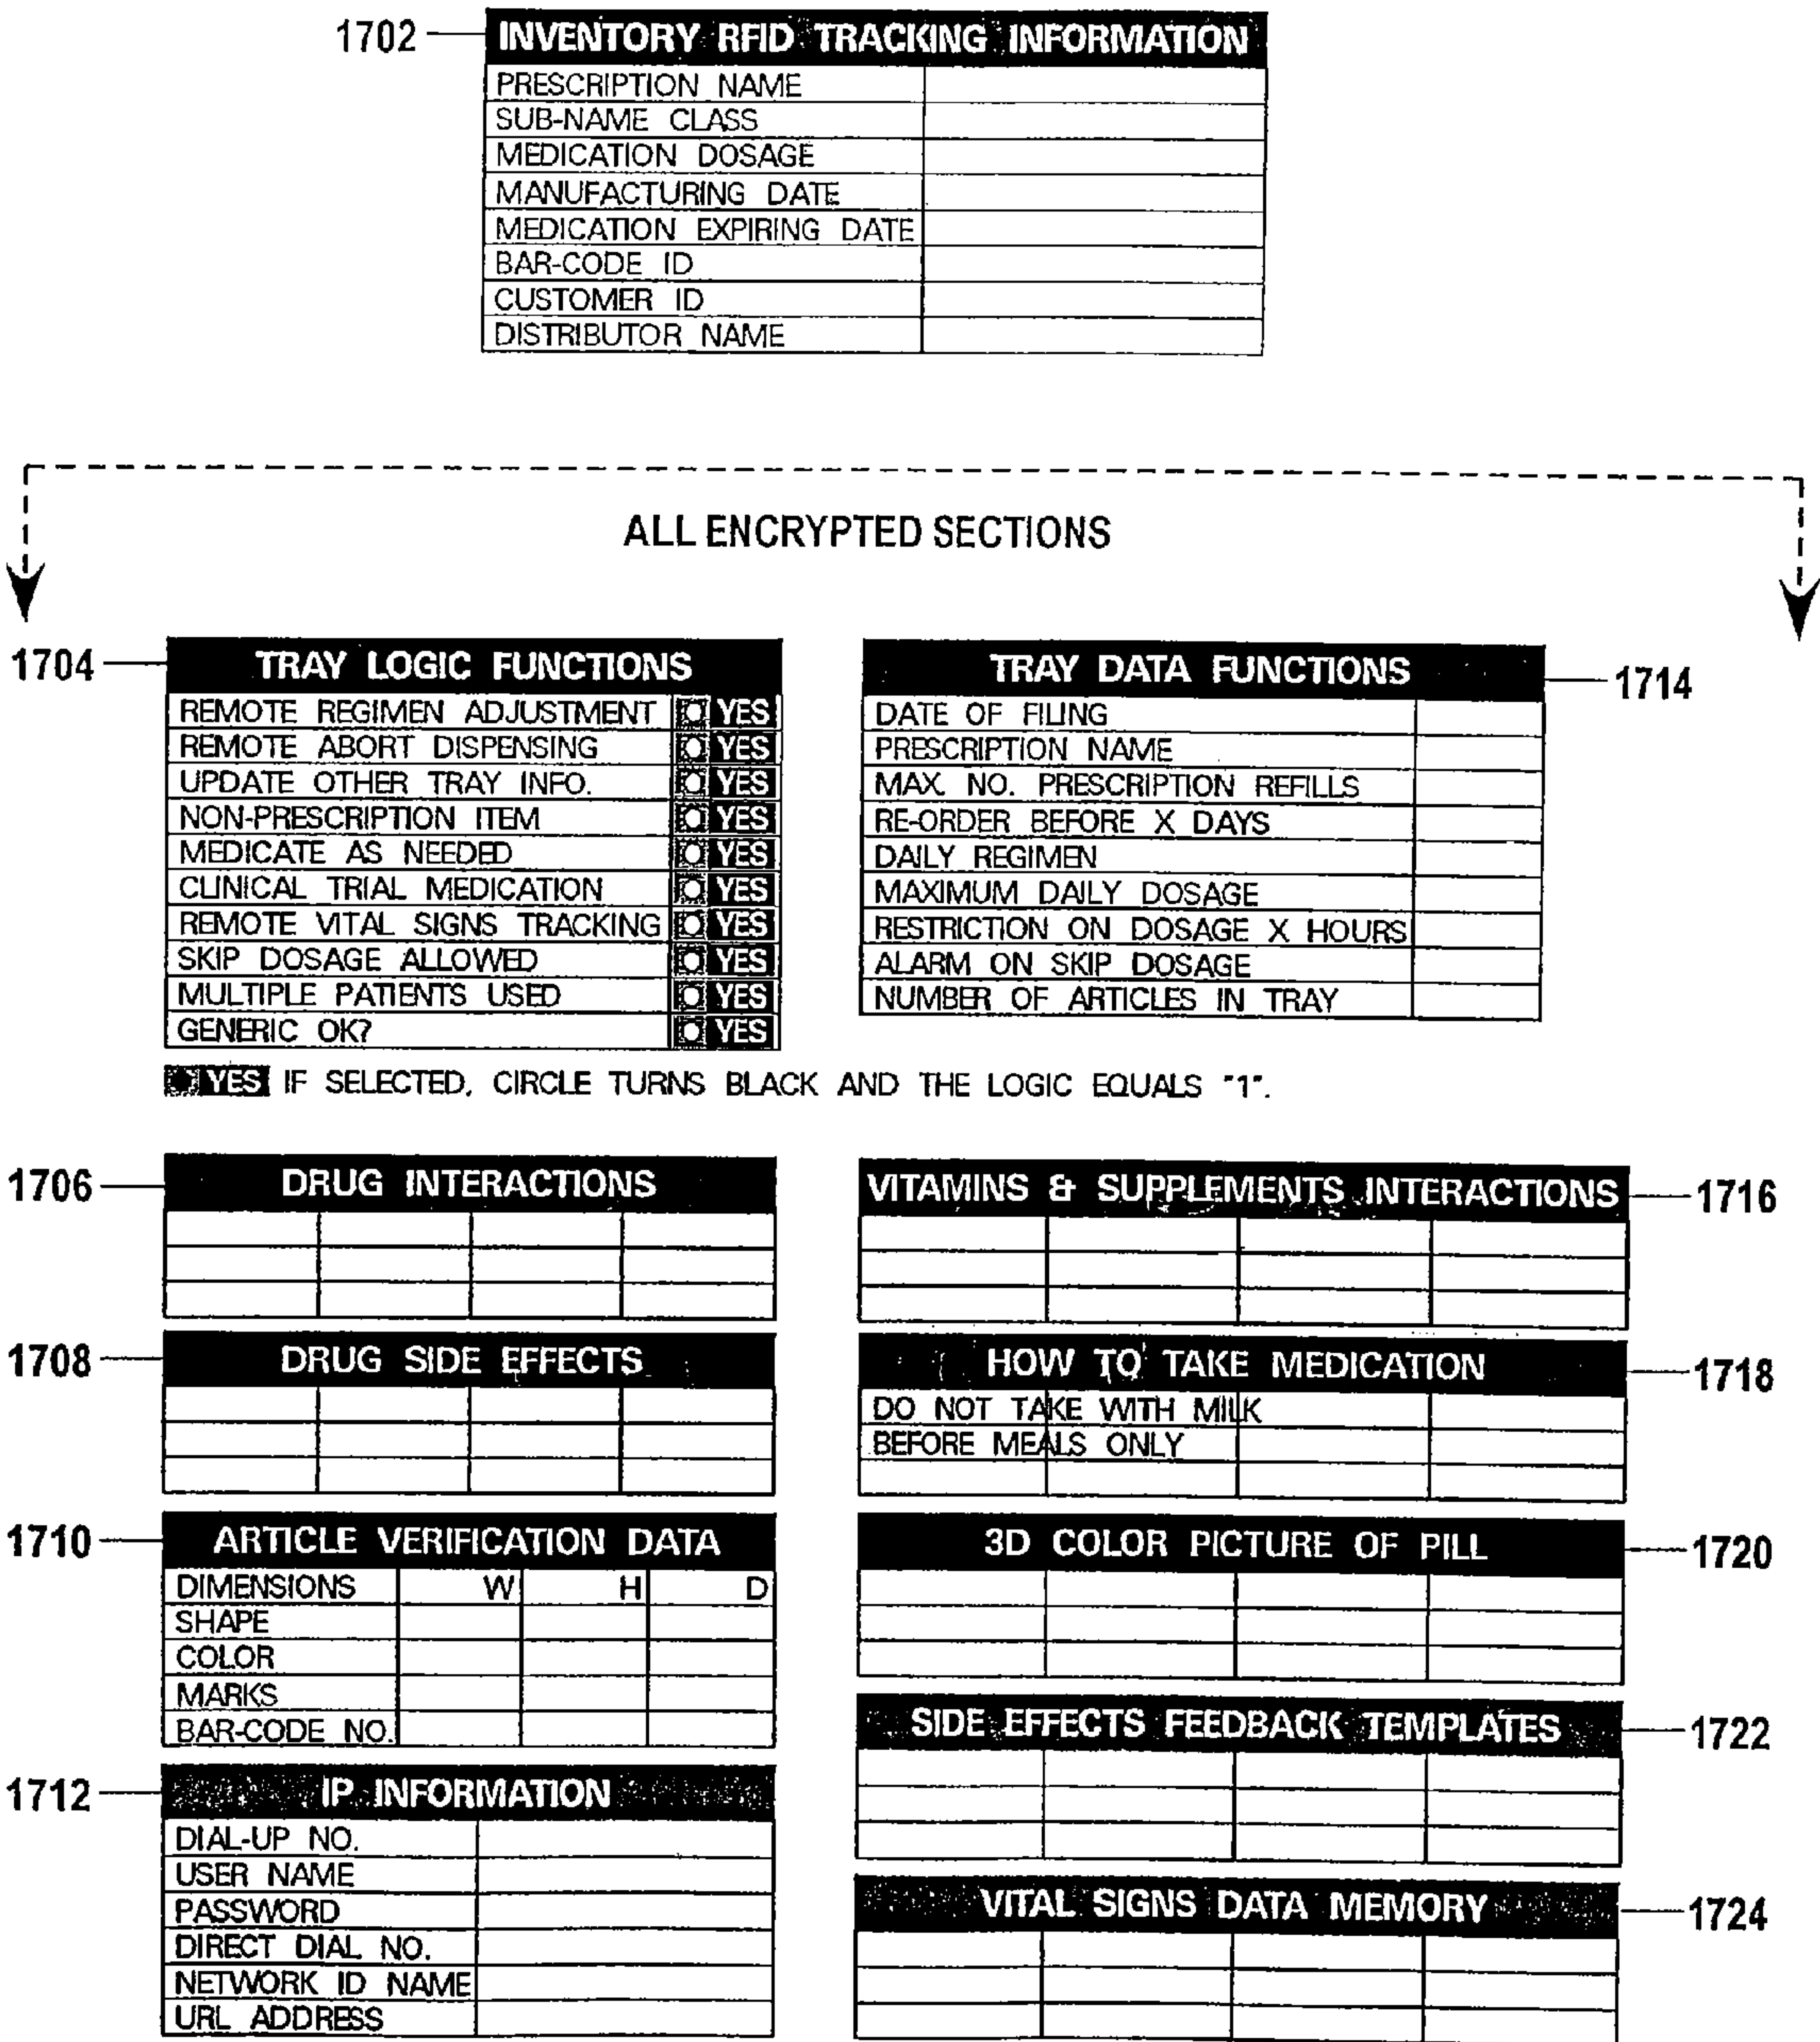 1702
INVENTORY RFID TRACKING INFORMATION
PRESCRIPTION NAME
SUB-NAME CLASS
MEDICATION DOSAGE
MANUFACTURING DATE
MEDICATION EXPIRING DATE
BAR-CODE ID
CUSTOMER ID
DISTRIBUTOR NAME
ALL ENCRYPTED SECTIONS
1704
TRAY LOGIC FUNCTIONS
REMOTE REGIMEN ADJUSTMENT YES
REMOTE ABORT DISPENSING YES
UPDATE OTHER TRAY INFO. YES
NON-PRESCRIPTION ITEM YES
MEDICATE AS NEEDED YES
CLINICAL TRIAL MEDICATION YES
REMOTE VITAL SIGNS TRACKING YES
SKIP DOSAGE ALLOWED YES
MULTIPLE PATIENTS USED YES
GENERIC OK? YES
TRAY DATA FUNCTIONS
1714
DATE OF FILING
PRESCRIPTION NAME
MAX. NO. PRESCRIPTION REFILLS
RE-ORDER BEFORE X DAYS
DAILY REGIMEN
MAXIMUM DAILY DOSAGE
RESTRICTION ON DOSAGE X HOURS
ALARM ON SKIP DOSAGE
NUMBER OF ARTICLES IN TRAY
YES IF SELECTED, CIRCLE TURNS BLACK AND THE LOGIC EQUALS "1".
1706
DRUG INTERACTIONS
VITAMINS & SUPPLEMENTS INTERACTIONS
1716
1708
DRUG SIDE EFFECTS
HOW TO TAKE MEDICATION
1718
DO NOT TAKE WITH MILK
BEFORE MEALS ONLY
1710
ARTICLE VERIFICATION DATA
DIMENSIONS W H D
SHAPE
COLOR
MARKS
BAR-CODE NO.
3D COLOR PICTURE OF PILL
1720
SIDE EFFECTS FEEDBACK TEMPLATES
1722
1712
IP INFORMATION
DIAL-UP NO.
USER NAME
PASSWORD
DIRECT DIAL NO.
NETWORK ID NAME
URL ADDRESS
VITAL SIGNS DATA MEMORY
1724